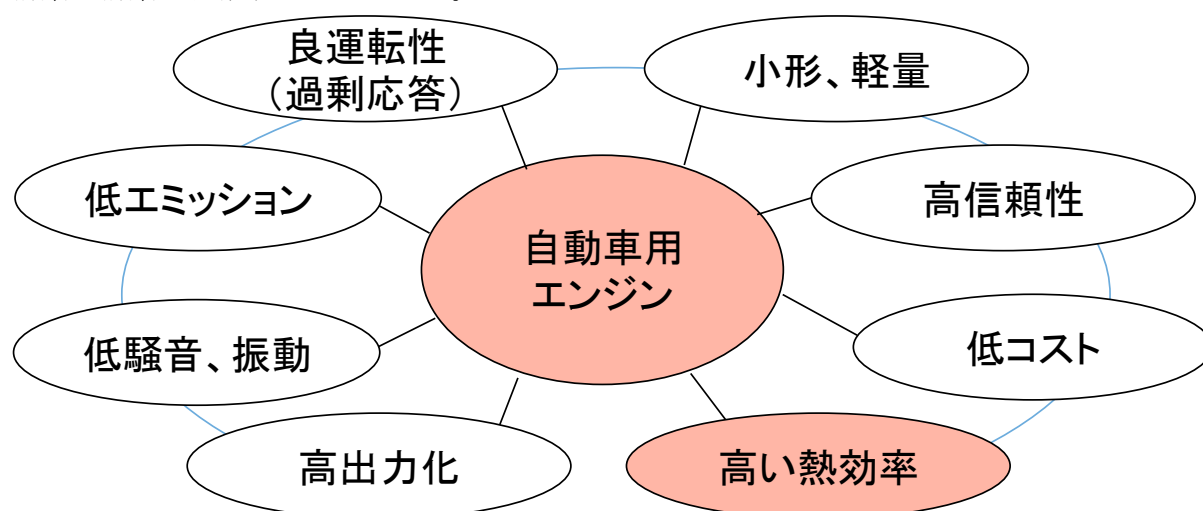 良運転性
（過剰応答）
小形、軽量
低エミッション
高信頼性
自動車用
エンジン
低騒音、振動
低コスト
高出力化
高い熱効率